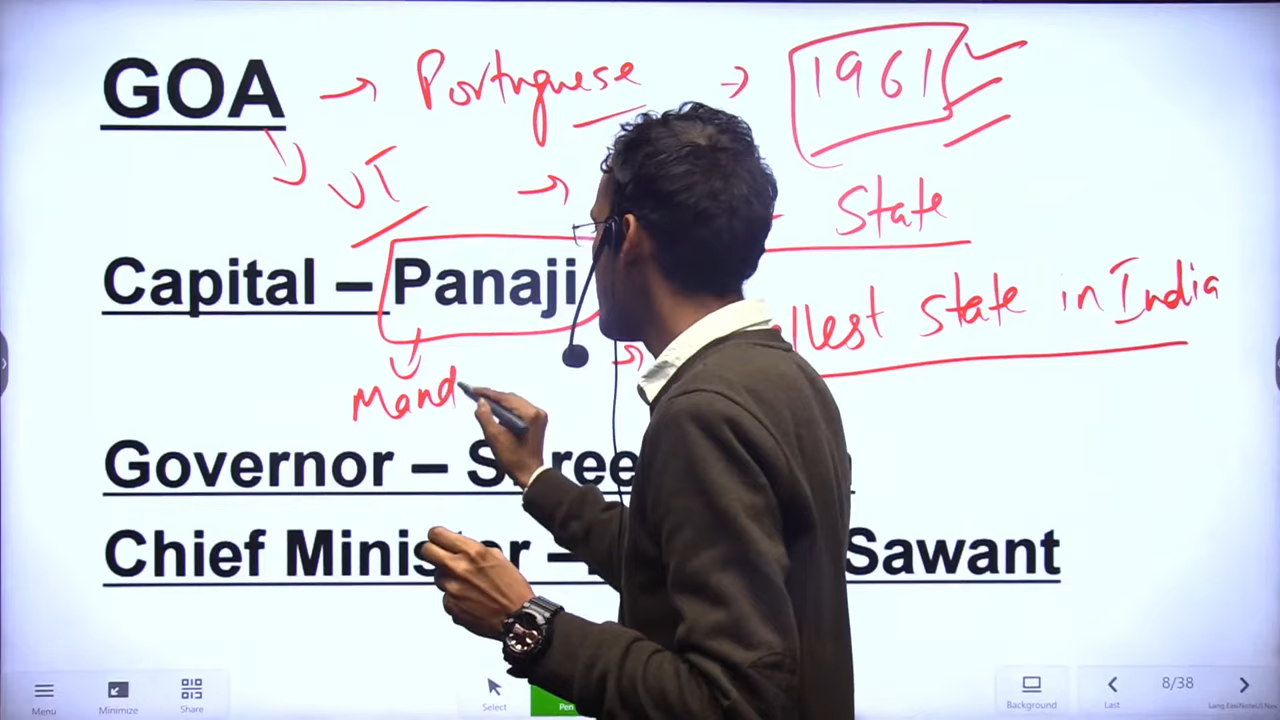 GOA → Portuguese → 1961
UT → State
Capital – Panaji
llest State in India
Mand
Governor –
Chief Minis r – Sawant
Menu Minimize Share Select Pen Background Last 8/38